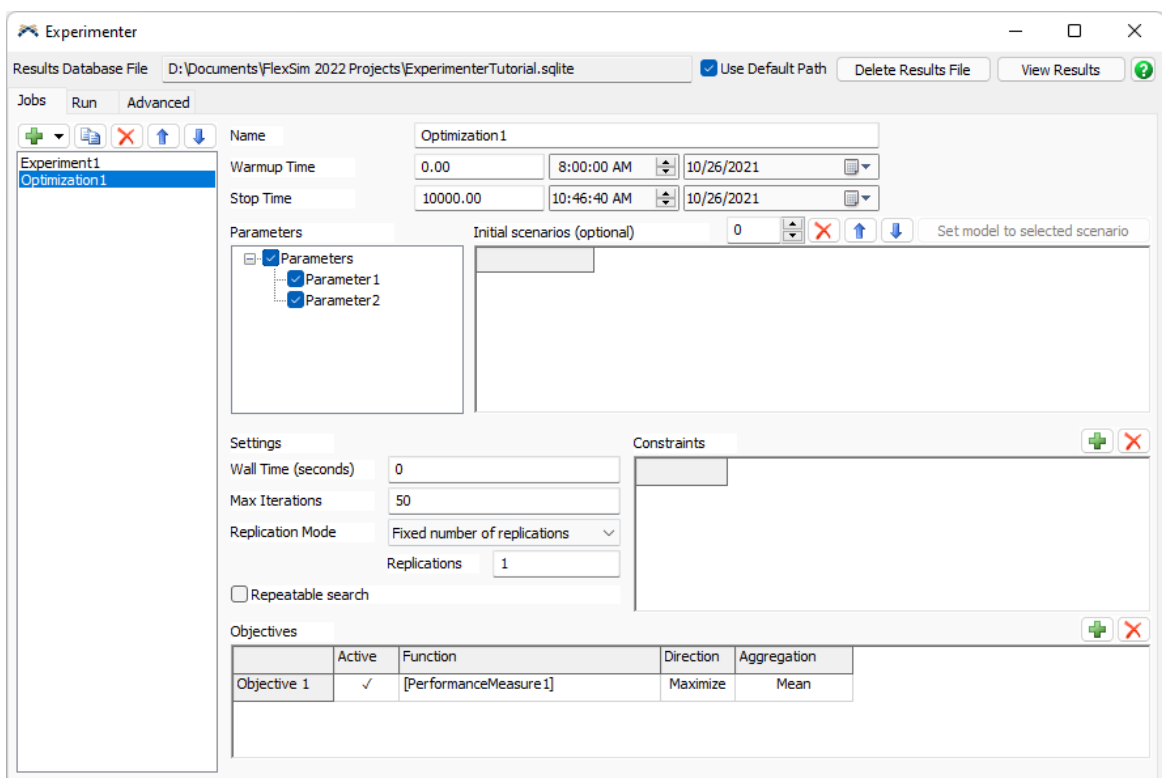 Experimenter
Results Database File D:\Documents\FlexSim 2022 Projects\ExperimenterTutorial.sqlite Use Default Path Delete Results File View Results ?
Jobs Run Advanced
Experiment1
Optimization1
Name Optimization1
Warmup Time 0.00 8:00:00 AM 10/26/2021
Stop Time 10000.00 10:46:40 AM 10/26/2021
Parameters Initial scenarios (optional) 0 Set model to selected scenario
Parameters
Parameter1
Parameter2
Settings Constraints
Wall Time (seconds) 0
Max Iterations 50
Replication Mode Fixed number of replications
Replications 1
Repeatable search
Objectives
Active Function Direction Aggregation
Objective 1 ✓ [PerformanceMeasure1] Maximize Mean